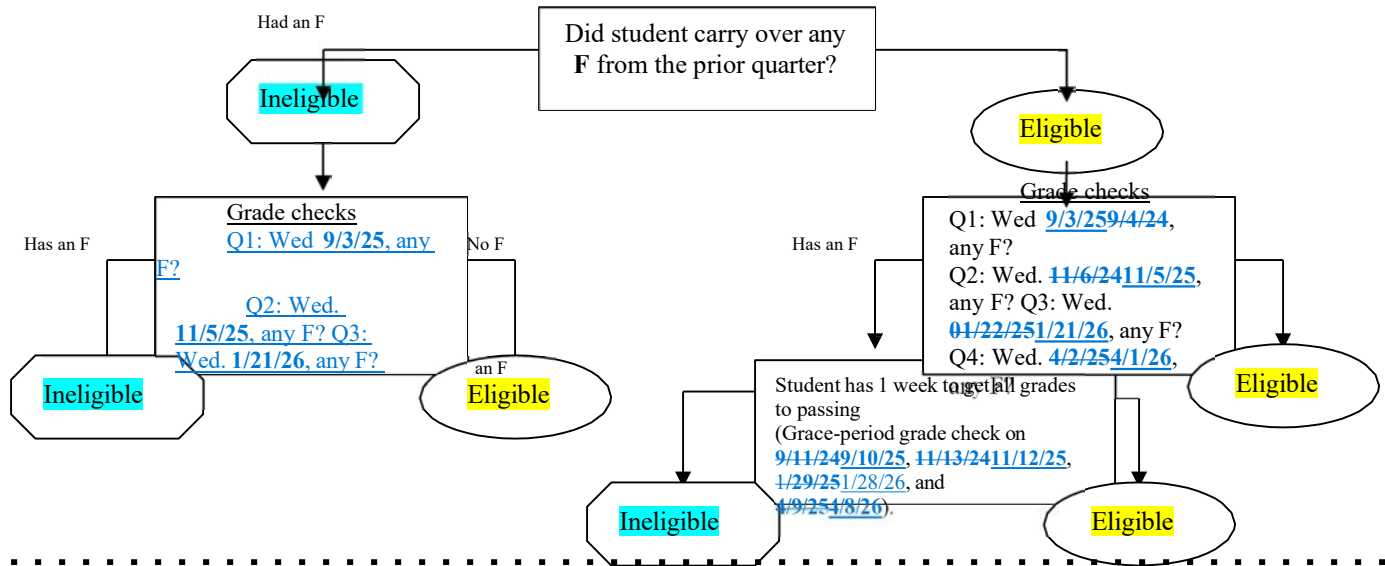 Had an F
Did student carry over any
F from the prior quarter?
Ineligible
Eligible
Grade checks
Q1: Wed 9/3/25, any
F?
Q2: Wed.
11/5/25, any F? Q3:
Wed. 1/21/26, any F?
Has an F
No F
an F
Ineligible
Eligible
Grade checks
Q1: Wed 9/3/259/4/24,
any F?
Q2: Wed. 11/6/2411/5/25,
any F? Q3: Wed.
01/22/251/21/26, any F?
Q4: Wed. 4/2/254/1/26,
any F?
Has an F
Eligible
Student has 1 week to get all grades
to passing
(Grace-period grade check on
9/11/249/10/25, 11/13/2411/12/25,
1/29/251/28/26, and
4/9/254/8/26).
Ineligible
Eligible